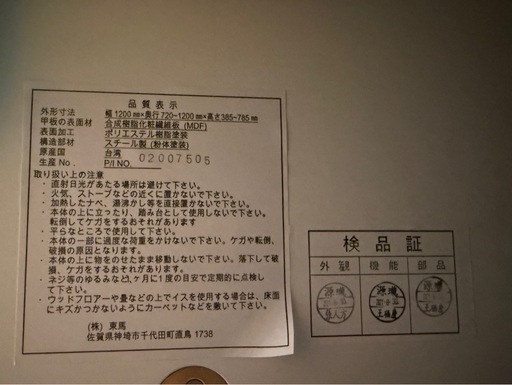 品質表示
外形寸法 幅1200㎜×奥行720~1200㎜×高さ385~785㎜
甲板の表面材 合成樹脂化粧繊維板 (MDF)
表面加工 ポリエステル樹脂塗装
構造部材 スチール製 (粉体塗装)
原産国 台湾
生産No. P/I NO. 02007505
取り扱い上の注意
・直射日光があたる場所は避けて下さい。
・火気、ストーブなどの近くに置かないで下さい。
・加熱したナベ、湯沸かし等を直接置かないで下さい。
・本体の上に立ったり、踏み台として使用しないで下さい。
転倒してケガをするおそれがあります
・平らなところで使用して下さい。
・本体の一部に過度な荷重をかけないで下さい。ケガや転倒、
破損の原因となります。
・本体の上に物をのせたまま移動しないで下さい。落下して破
損、ケガをするおそれがあります。
・ネジ等のゆるみなど、1ヶ月に1度の目安で定期的に点検し
て下さい。
・ウッドフロアーや畳などの上でイスを使用する場合は、床面
にキズがつかないようにカーペットなどを敷いて下さい。
(株) 東馬
佐賀県神埼市千代田町直鳥 1738
検品証
外観 機能 部品